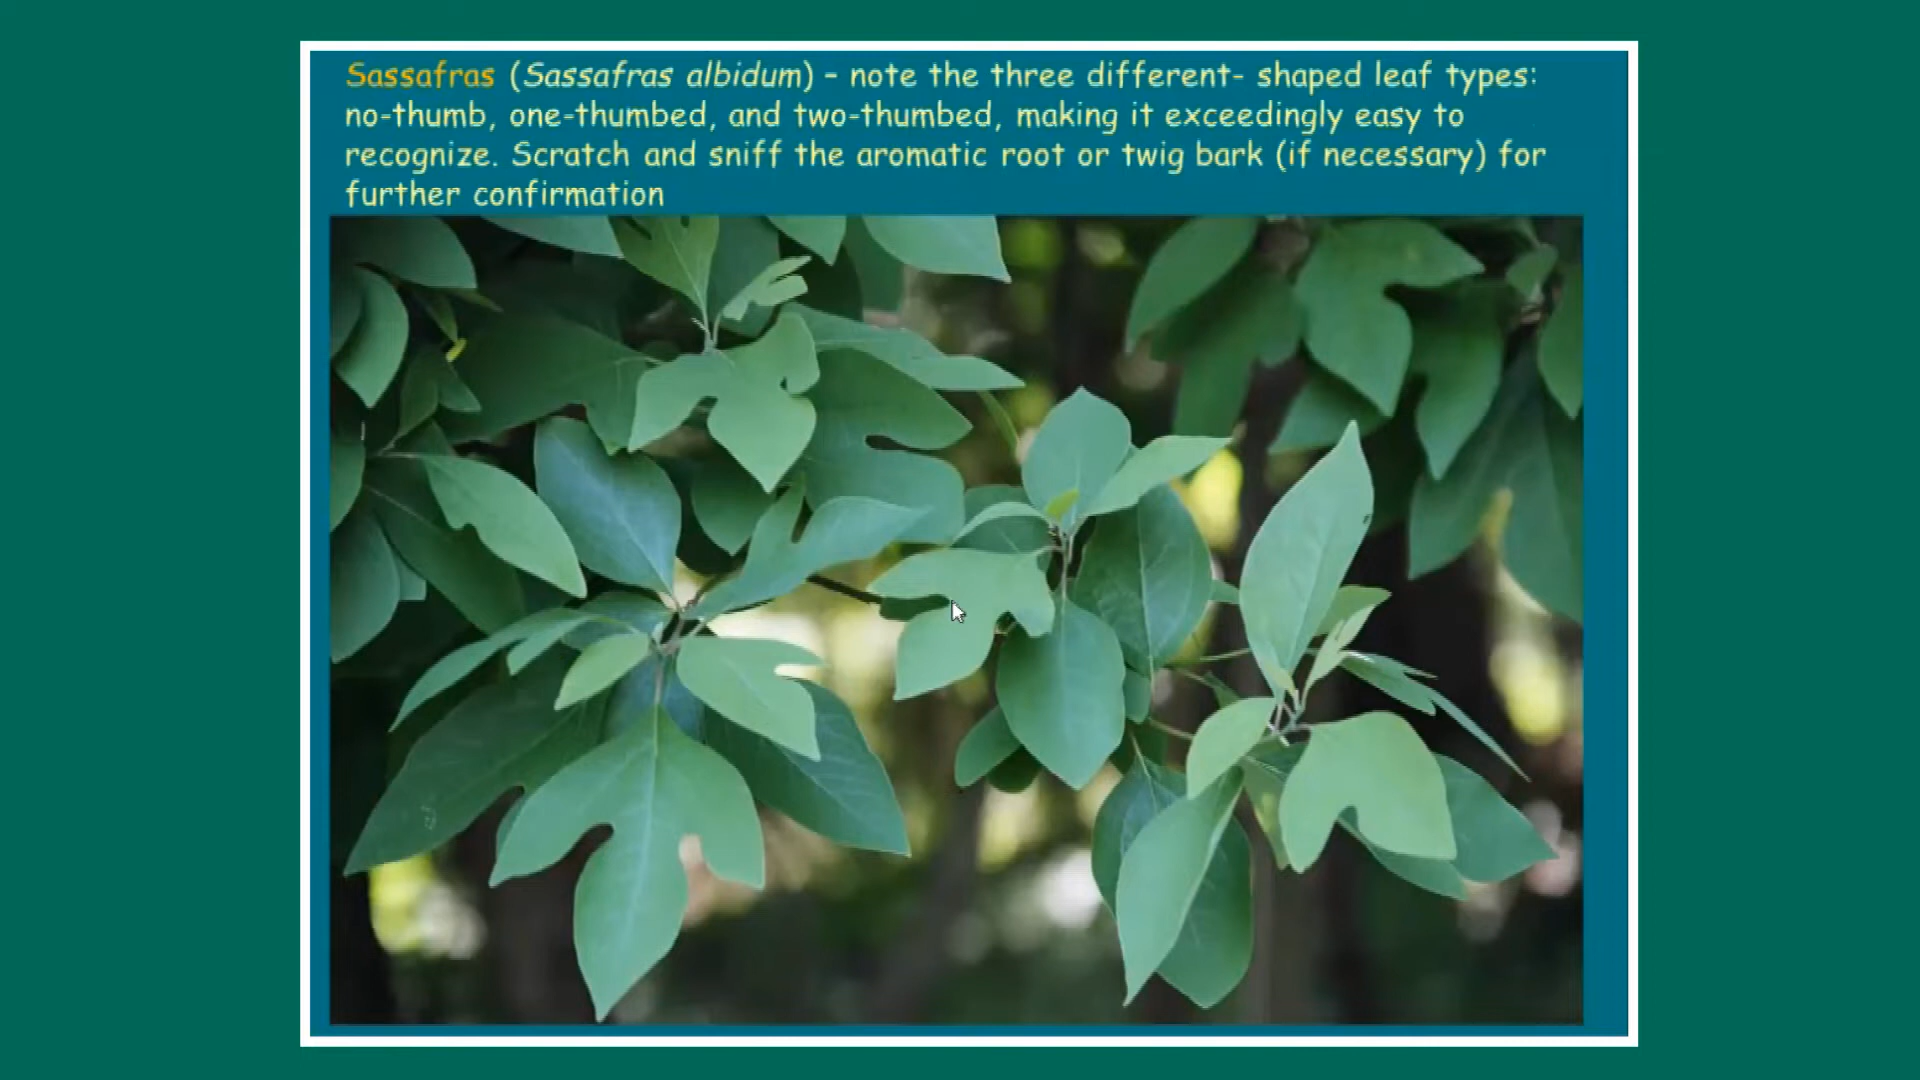 Sassafras (Sassafras albidum) – note the three different- shaped leaf types:
no-thumb, one-thumbed, and two-thumbed, making it exceedingly easy to
recognize. Scratch and sniff the aromatic root or twig bark (if necessary) for
further confirmation